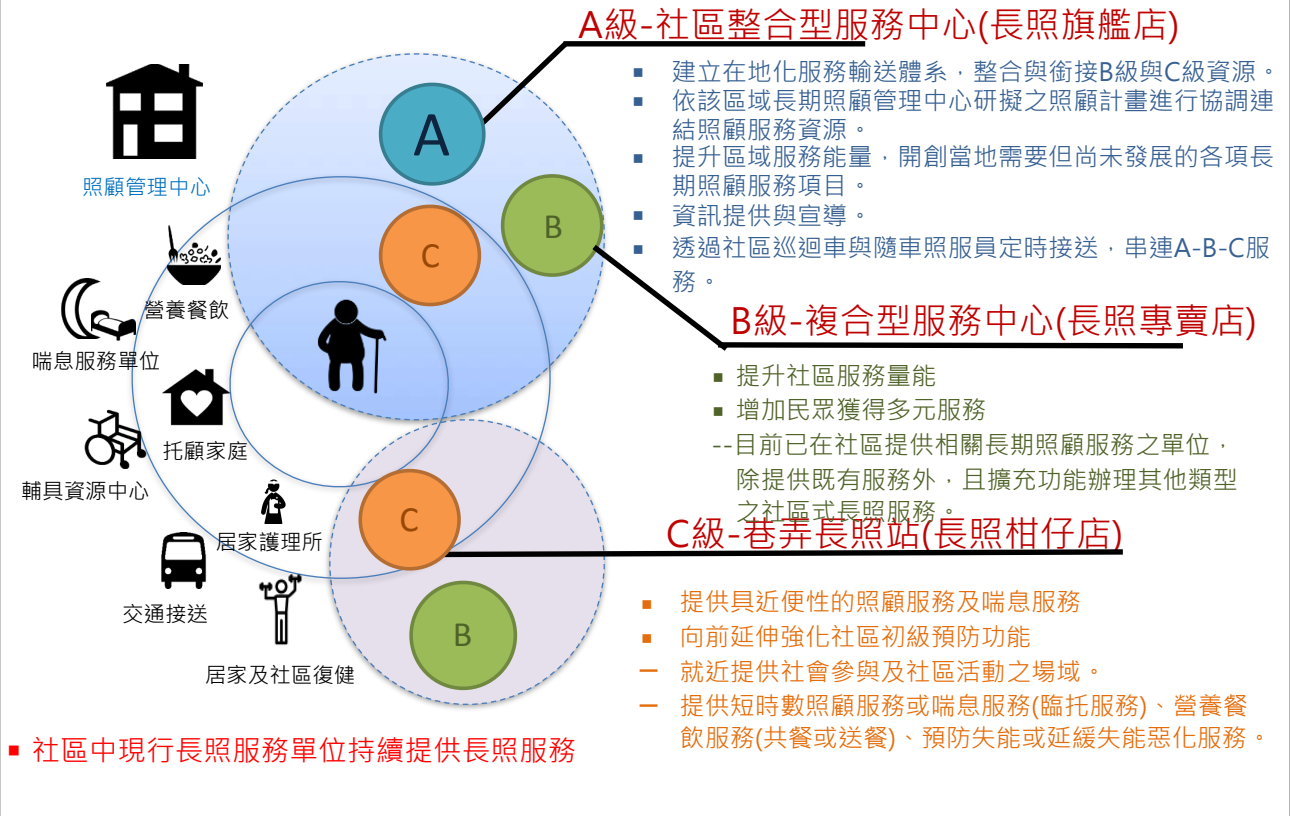 A級-社區整合型服務中心(長照旗艦店)
■ 建立在地化服務輸送體系，整合與銜接B級與C級資源。
■ 依該區域長期照顧管理中心研擬之照顧計畫進行協調連
結照顧服務資源。
■ 提升區域服務能量，開創當地需要但尚未發展的各項長
期照顧服務項目。
■ 資訊提供與宣導。
■ 透過社區巡迴車與隨車照服員定時接送，串連A-B-C服
務。
B級-複合型服務中心(長照專賣店)
■ 提升社區服務量能
■ 增加民眾獲得多元服務
--目前已在社區提供相關長期照顧服務之單位，
除提供既有服務外，且擴充功能辦理其他類型
之社區式長照服務。
C級-巷弄長照站(長照柑仔店)
■ 提供具近便性的照顧服務及喘息服務
■ 向前延伸強化社區初級預防功能
─ 就近提供社會參與及社區活動之場域。
─ 提供短時數照顧服務或喘息服務(臨托服務)、營養餐
飲服務(共餐或送餐)、預防失能或延緩失能惡化服務。
照顧管理中心
A
B
C
營養餐飲
喘息服務單位
托顧家庭
輔具資源中心
居家護理所
C
交通接送
B
居家及社區復健
■ 社區中現行長照服務單位持續提供長照服務